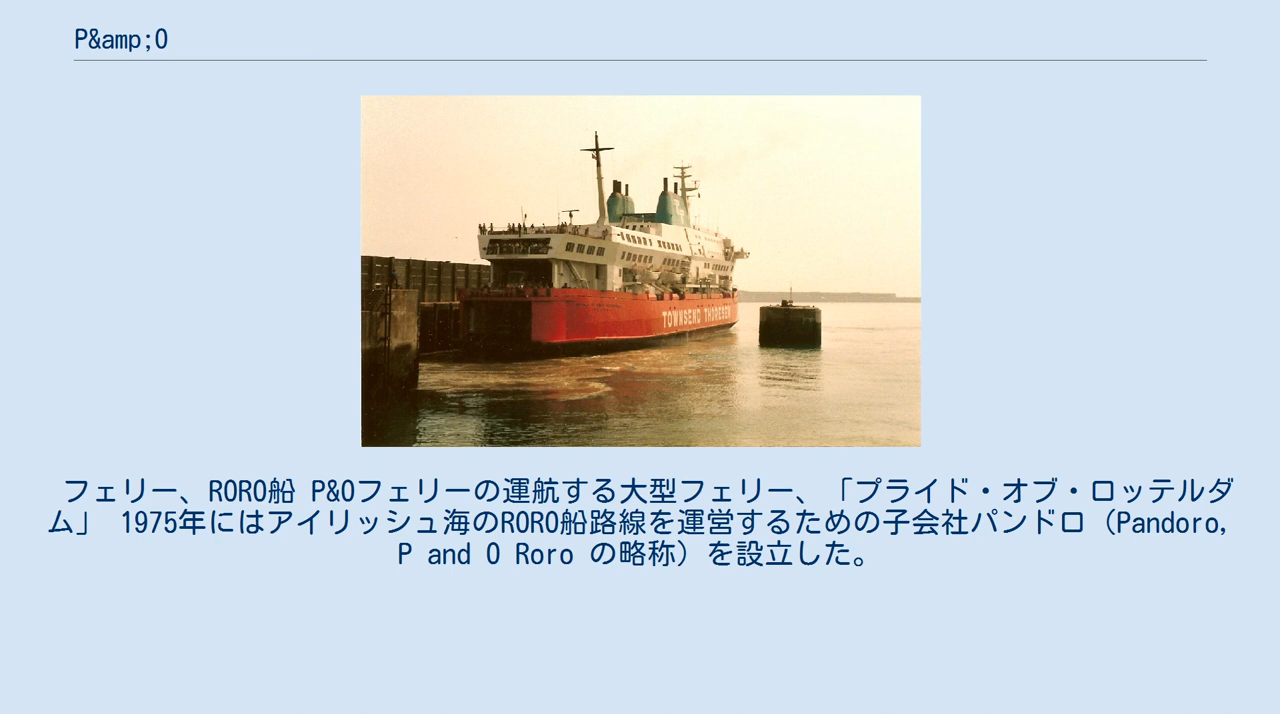 P&amp;O
TOWNSEND THORESEN
フェリー、RORO船 P&Oフェリーの運航する大型フェリー、「プライド・オブ・ロッテルダ
ム」 1975年にはアイリッシュ海のRORO船路線を運営するための子会社パンドロ（Pandoro,
P and O Roro の略称）を設立した。